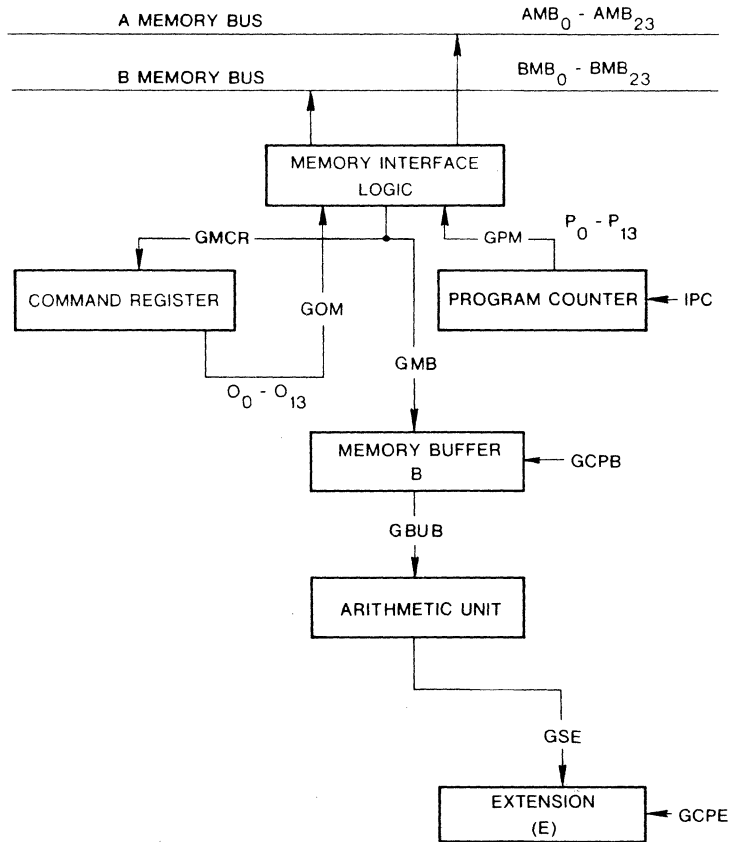 A MEMORY BUS
AMB0 - AMB23
B MEMORY BUS
BMB0 - BMB23
MEMORY INTERFACE
LOGIC
P0 - P13
GMCR
GPM
COMMAND REGISTER
GOM
PROGRAM COUNTER
IPC
GMB
O0 - O13
MEMORY BUFFER
B
GCPB
GBUB
ARITHMETIC UNIT
GSE
EXTENSION
(E)
GCPE